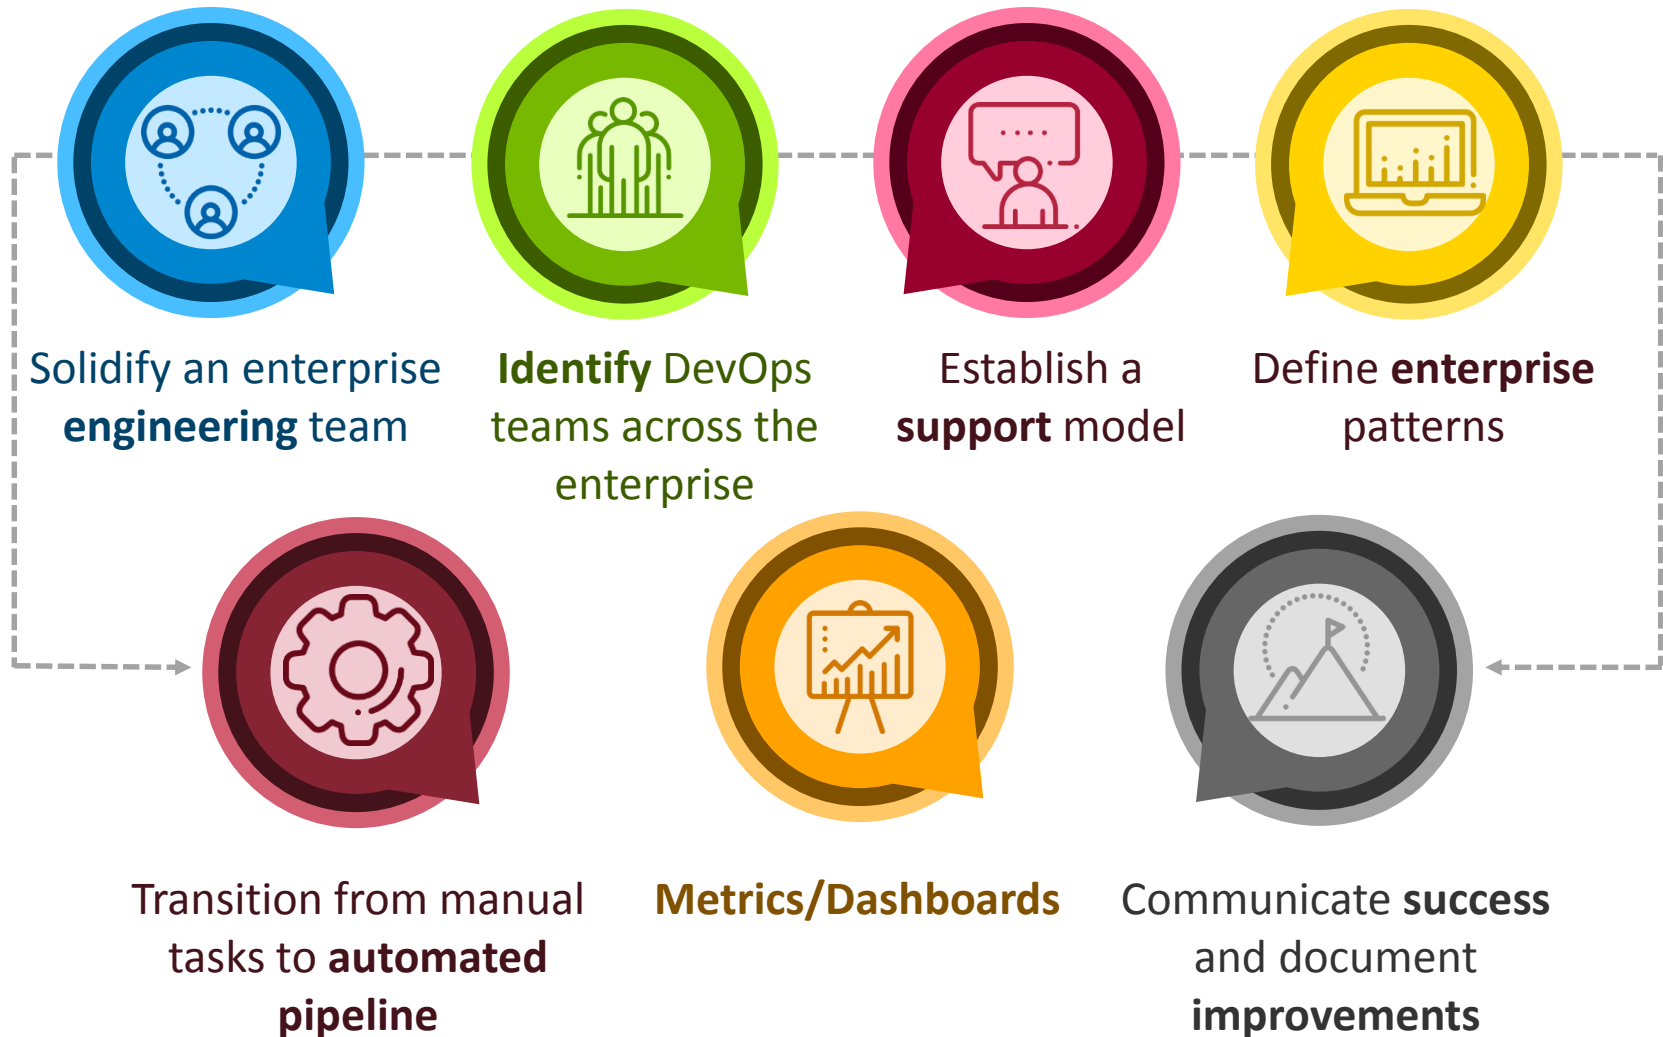 Solidify an enterprise
engineering team
Identify DevOps
teams across the
enterprise
Establish a
support model
Define enterprise
patterns
Transition from manual
tasks to automated
pipeline
Metrics/Dashboards
Communicate success
and document
improvements